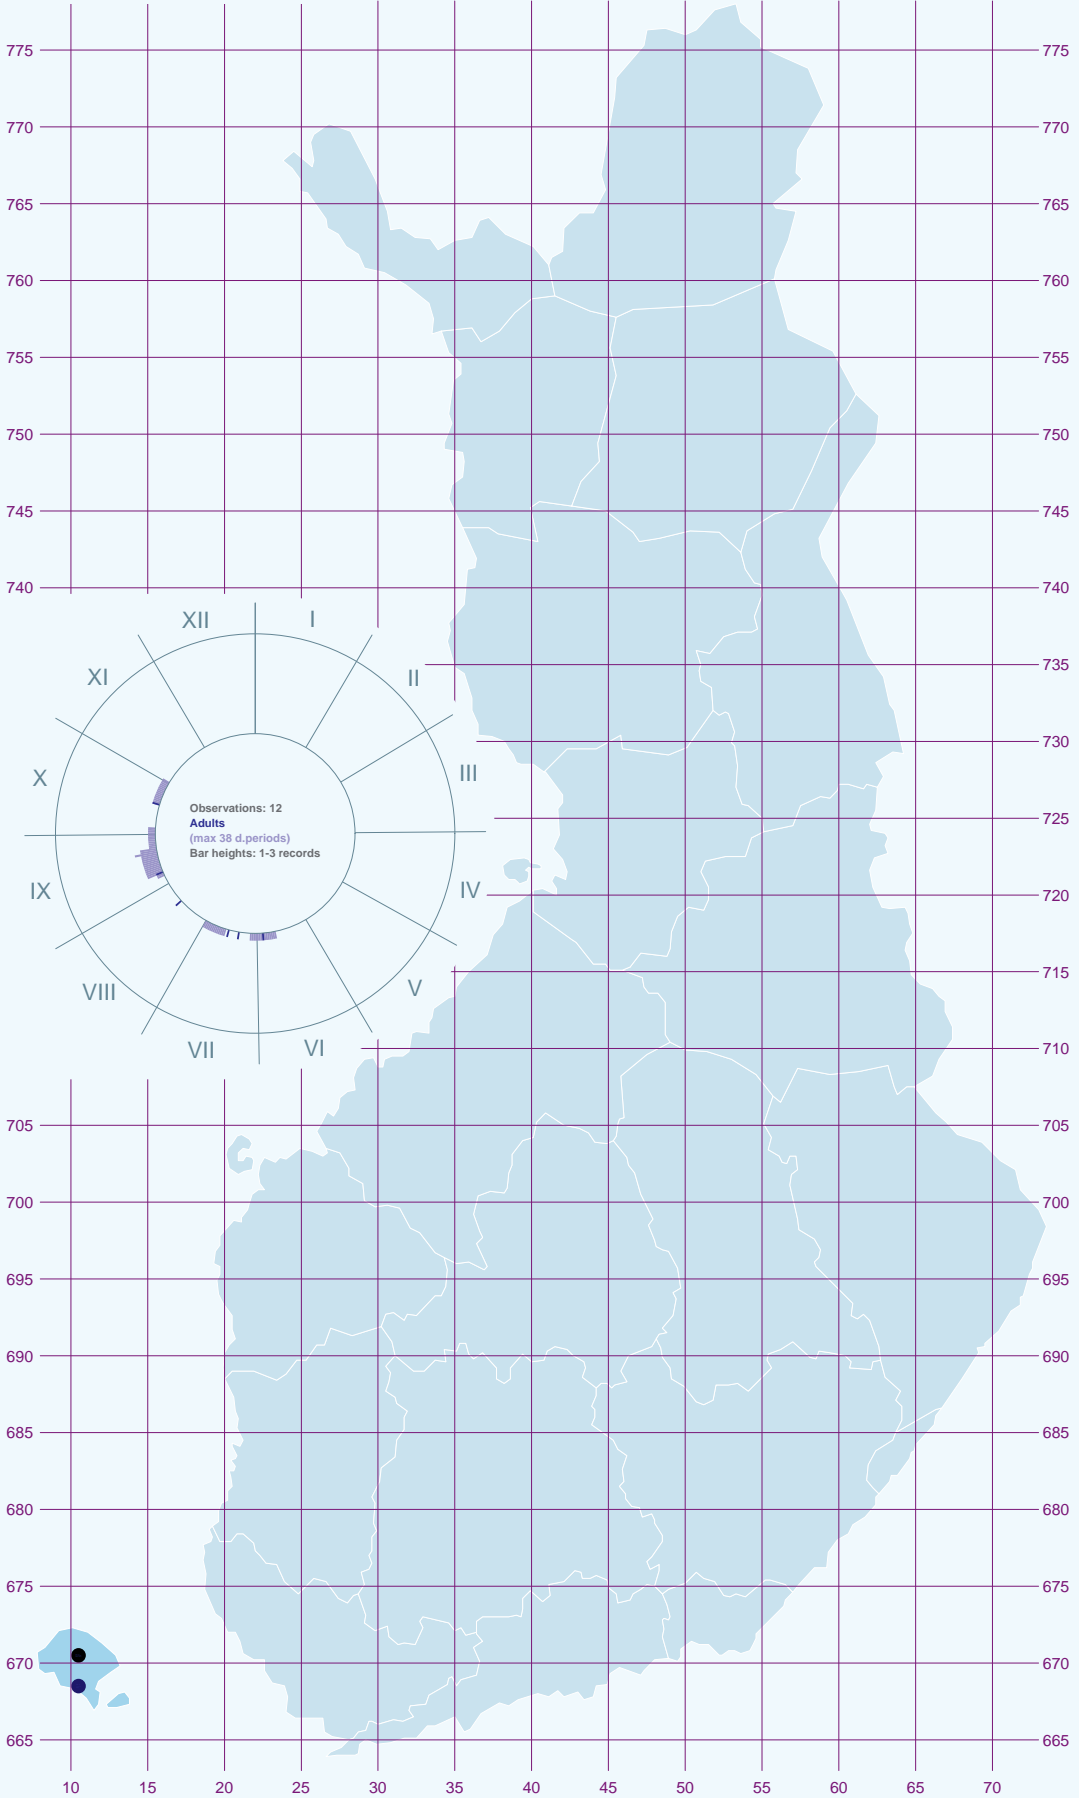 775 775
770 770
765 765
760 760
755 755
750 750
745 745
740 740
XII I
XI II
735
730
X III
725
Observations: 12
Adults
(max 38 d.periods)
Bar heights: 1-3 records
IX IV
720
715
VIII V
VII VI
710
705 705
700 700
695 695
690 690
685 685
680 680
675 675
670 670
665 665
10 15 20 25 30 35 40 45 50 55 60 65 70